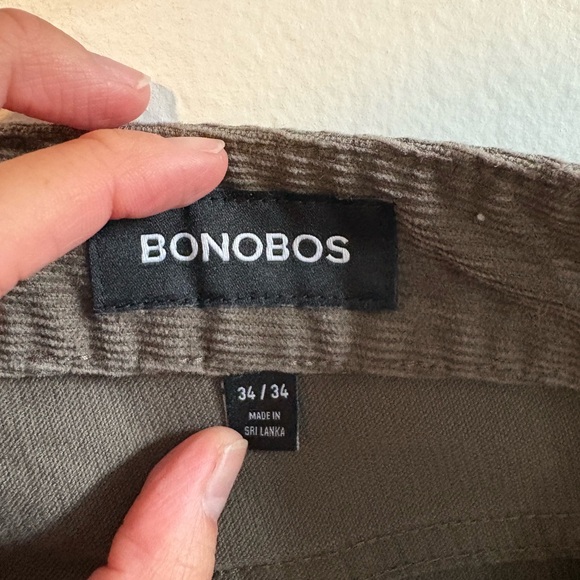 BONOBOS
34 / 34
MADE IN
SRI LANKA